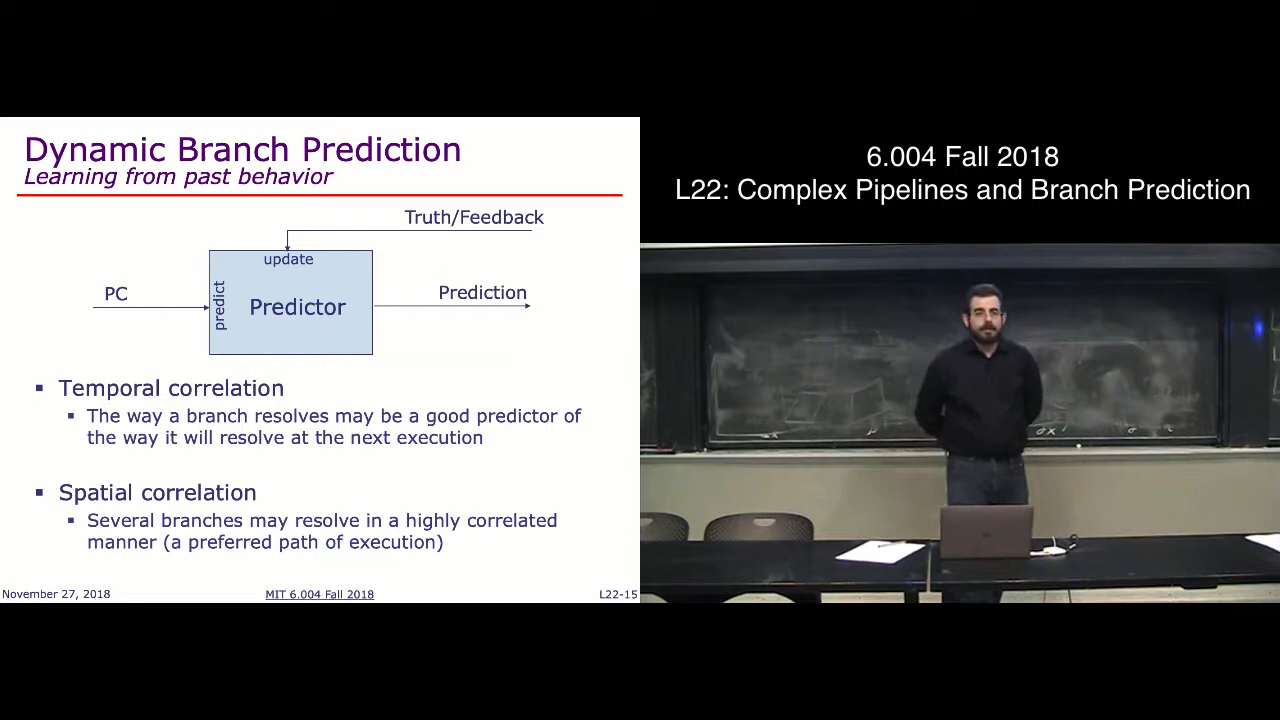 Dynamic Branch Prediction
Learning from past behavior
Truth/Feedback
update
PC
predict
Predictor
Prediction
▪ Temporal correlation
▪ The way a branch resolves may be a good predictor of
the way it will resolve at the next execution
▪ Spatial correlation
▪ Several branches may resolve in a highly correlated
manner (a preferred path of execution)
November 27, 2018
MIT 6.004 Fall 2018
L22-15
6.004 Fall 2018
L22: Complex Pipelines and Branch Prediction